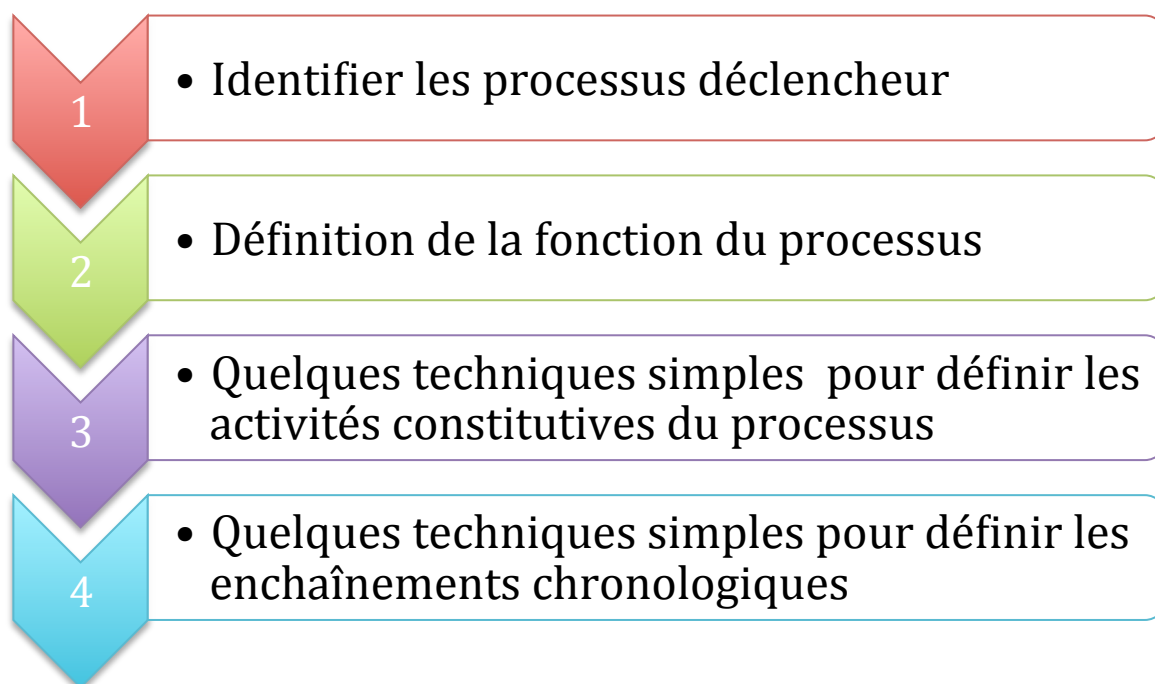 1
• Identifier les processus déclencheur
2
• Définition de la fonction du processus
3
• Quelques techniques simples  pour définir les
activités constitutives du processus
4
• Quelques techniques simples pour définir les
enchaînements chronologiques